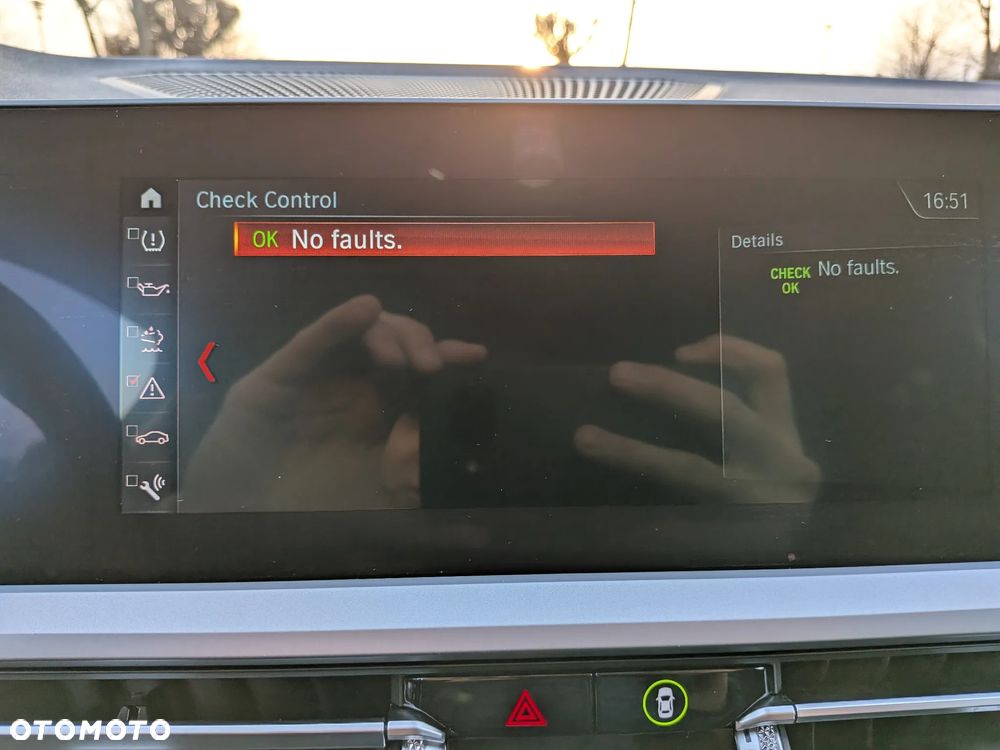 Check Control
16:51
OK No faults.
Details
CHECK OK No faults.
OTOMOTO